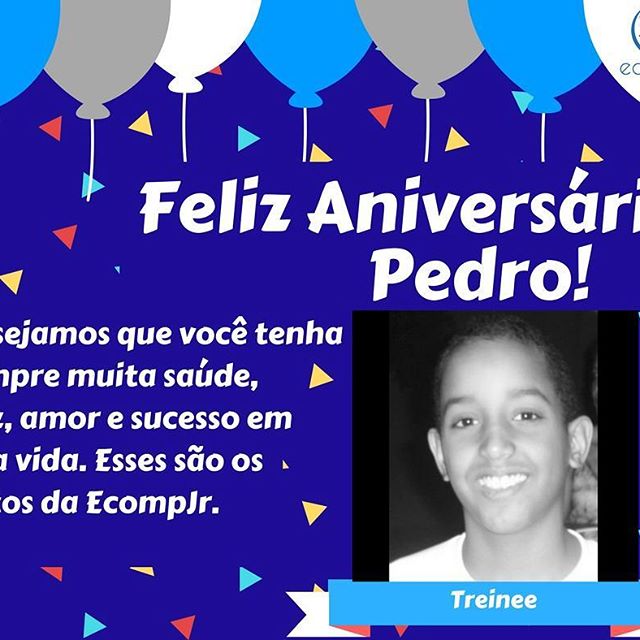 Feliz Aniversári
Pedro!
sejamos que você tenha
mpre muita saúde,
, amor e sucesso em
a vida. Esses são os
tos da EcompJr.
Treinee